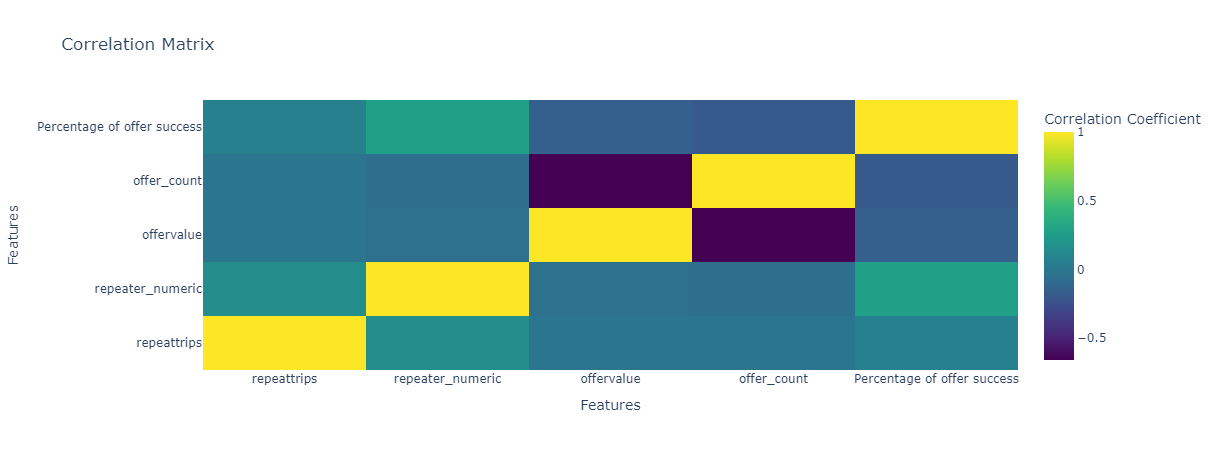 Correlation Matrix
Percentage of offer success
offer_count
offervalue
repeater_numeric
repeattrips
Features
repeattrips
repeater_numeric
offervalue
offer_count
Percentage of offer success
Features
Correlation Coefficient
1
0.5
0
−0.5